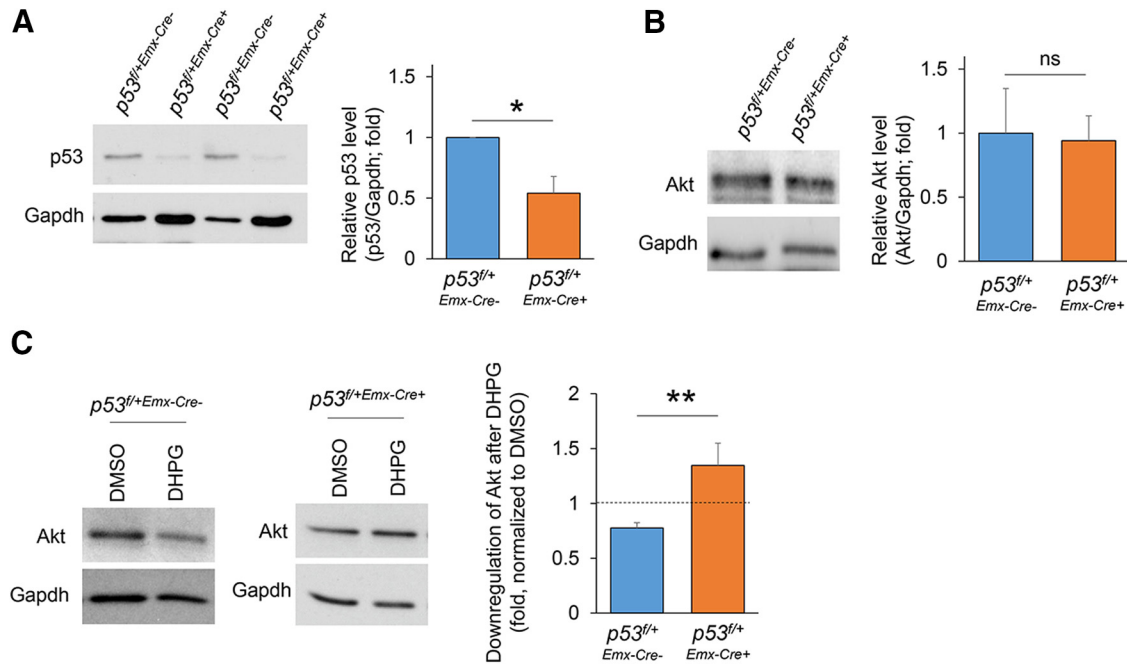 A
p53f/+Emx-Cre-
p53f/+Emx-Cre+
p53f/+Emx-Cre-
p53f/+Emx-Cre+
p53
Gapdh
Relative p53 level
(p53/Gapdh; fold)
1.5
1
0.5
0
*
p53f/+
Emx-Cre-
p53f/+
Emx-Cre+
B
p53f/+Emx-Cre-
p53f/+Emx-Cre+
Akt
Gapdh
Relative Akt level
(Akt/Gapdh; fold)
1.5
1
0.5
0
ns
p53f/+
Emx-Cre-
p53f/+
Emx-Cre+
C
p53f/+Emx-Cre-
DMSO
DHPG
Akt
Gapdh
p53f/+Emx-Cre+
DMSO
DHPG
Akt
Gapdh
Downregulation of Akt after DHPG
(fold, normalized to DMSO)
2
1.5
1
0.5
0
**
p53f/+
Emx-Cre-
p53f/+
Emx-Cre+